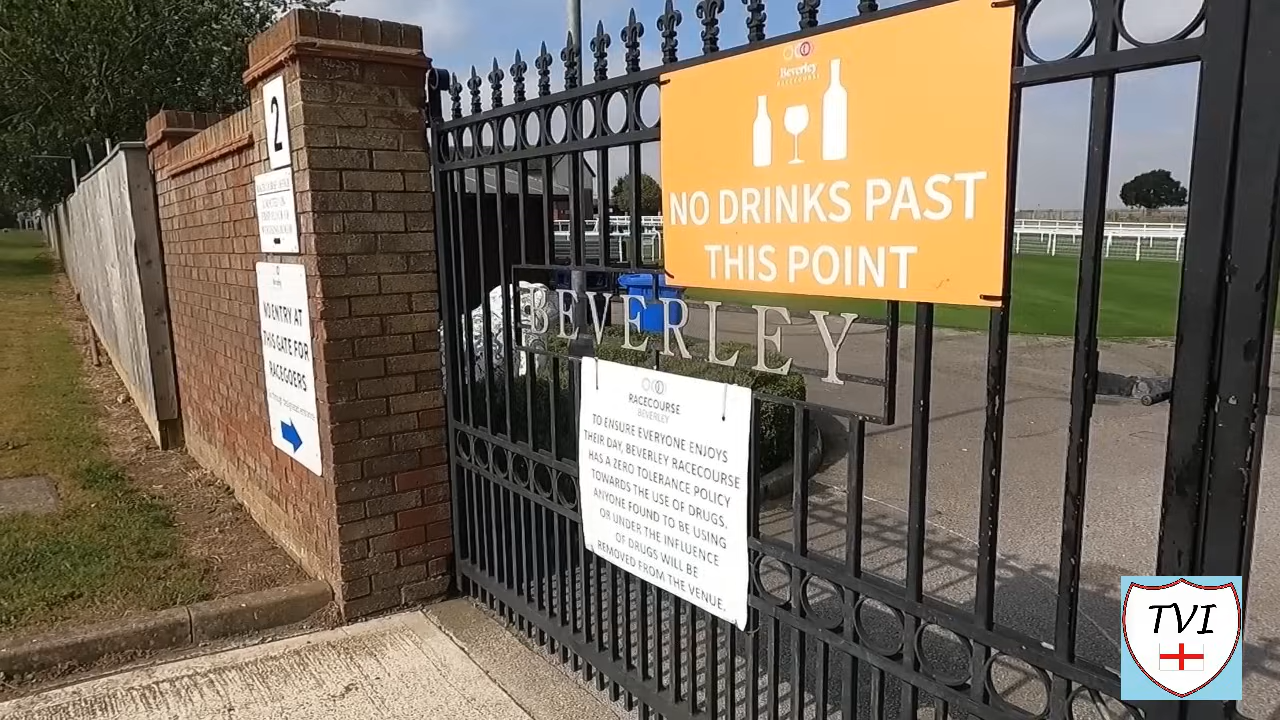 2
NO ENTRY AT
THIS GATE FOR
RACEGOERS
Beverley
RACECOURSE
NO DRINKS PAST
THIS POINT
BEVERLEY
RACECOURSE
BEVERLEY
TO ENSURE EVERYONE ENJOYS
THEIR DAY, BEVERLEY RACECOURSE
HAS A ZERO TOLERANCE POLICY
TOWARDS THE USE OF DRUGS.
ANYONE FOUND TO BE USING
OR UNDER THE INFLUENCE
OF DRUGS WILL BE
REMOVED FROM THE VENUE.
TVI